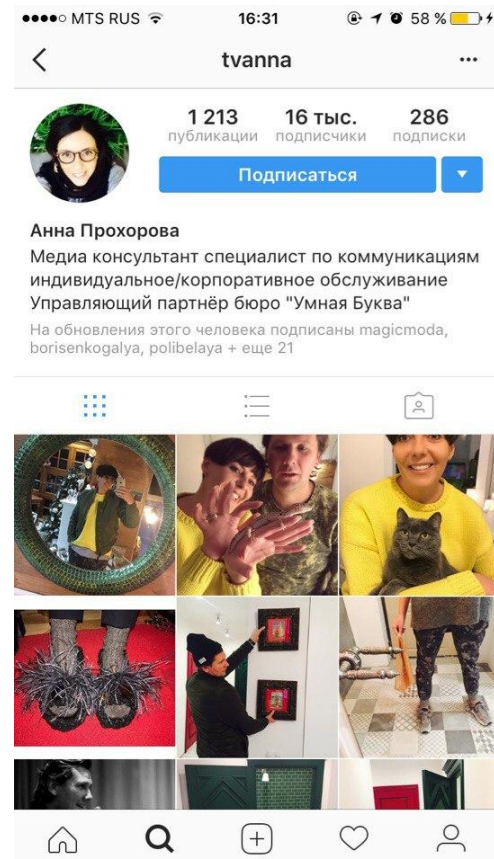 MTS RUS 16:31 58 %
tvanna
1 213 16 тыс. 286
публикации подписчики подписки
Подписаться
Анна Прохорова
Медиа консультант специалист по коммуникациям
индивидуальное/корпоративное обслуживание
Управляющий партнёр бюро "Умная Буква"
На обновления этого человека подписаны magicmoda,
borisenkogalya, polibelaya + еще 21